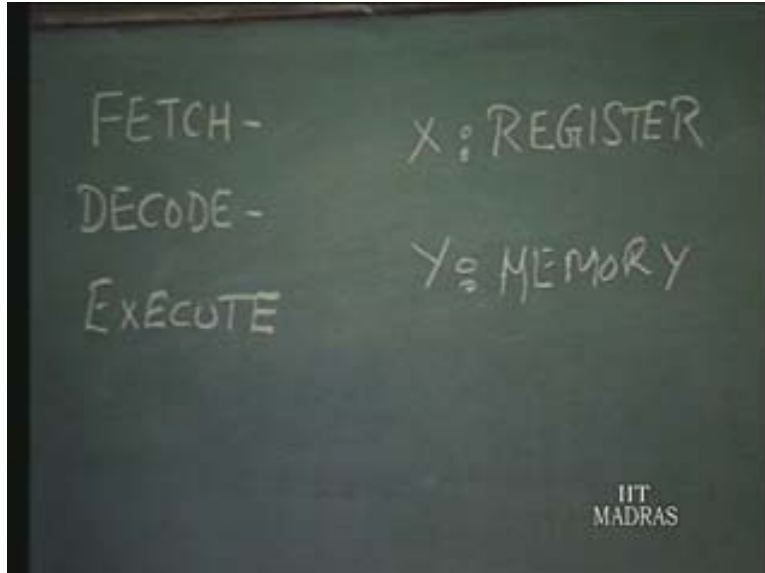 FETCH-
DECODE-
EXECUTE
X: REGISTER
Y: MEMORY
IIT
MADRAS